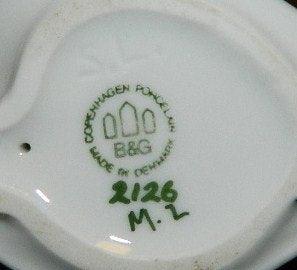 COPENHAGEN PORCELAIN
B&G
MADE IN DENMARK
2126
M.2